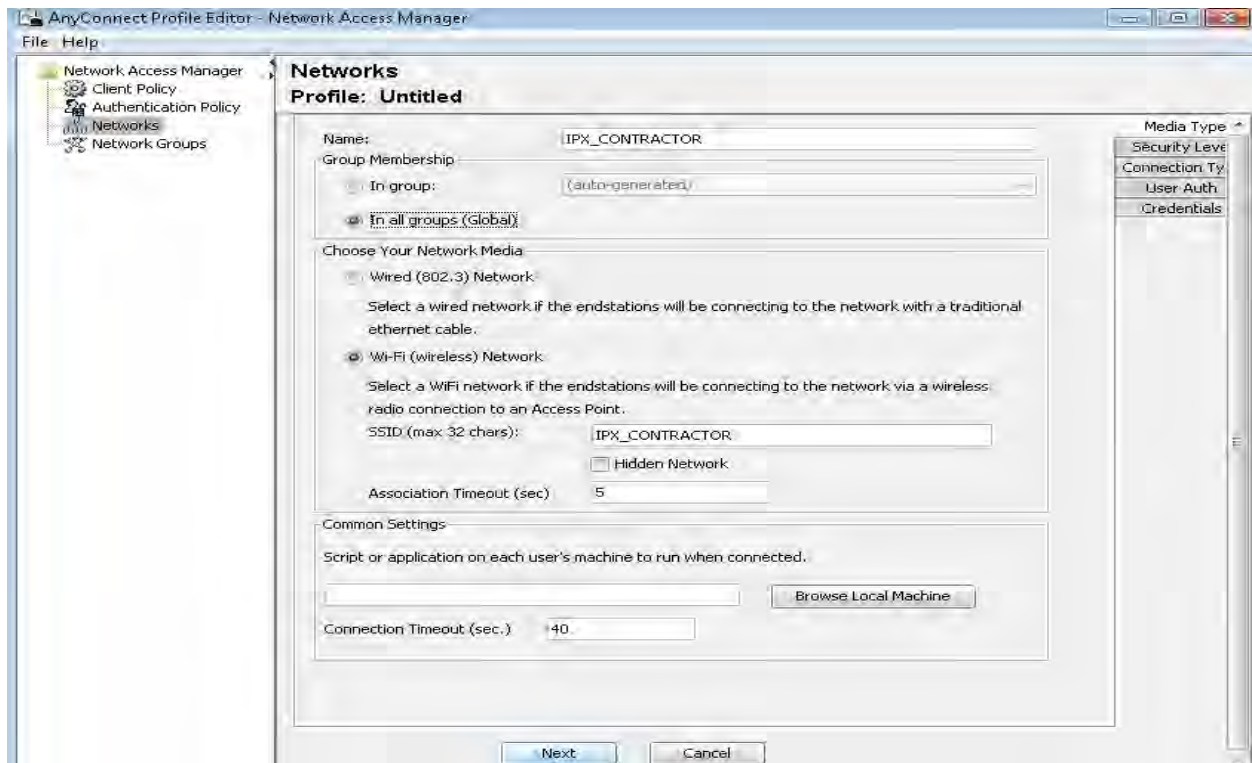 AnyConnect Profile Editor - Network Access Manager
File Help
Network Access Manager
Client Policy
Authentication Policy
Networks
Network Groups
Networks
Profile: Untitled
Name: IPX_CONTRACTOR
Group Membership
In group: (auto-generated)
In all groups (Global)
Choose Your Network Media
Wired (802.3) Network
Select a wired network if the endstations will be connecting to the network with a traditional
ethernet cable.
Wi-Fi (wireless) Network
Select a WiFi network if the endstations will be connecting to the network via a wireless
radio connection to an Access Point.
SSID (max 32 chars): IPX_CONTRACTOR
Hidden Network
Association Timeout (sec) 5
Common Settings
Script or application on each user's machine to run when connected.
Browse Local Machine
Connection Timeout (sec.) 40
Media Type
Security Leve
Connection Ty
User Auth
Credentials
Next Cancel